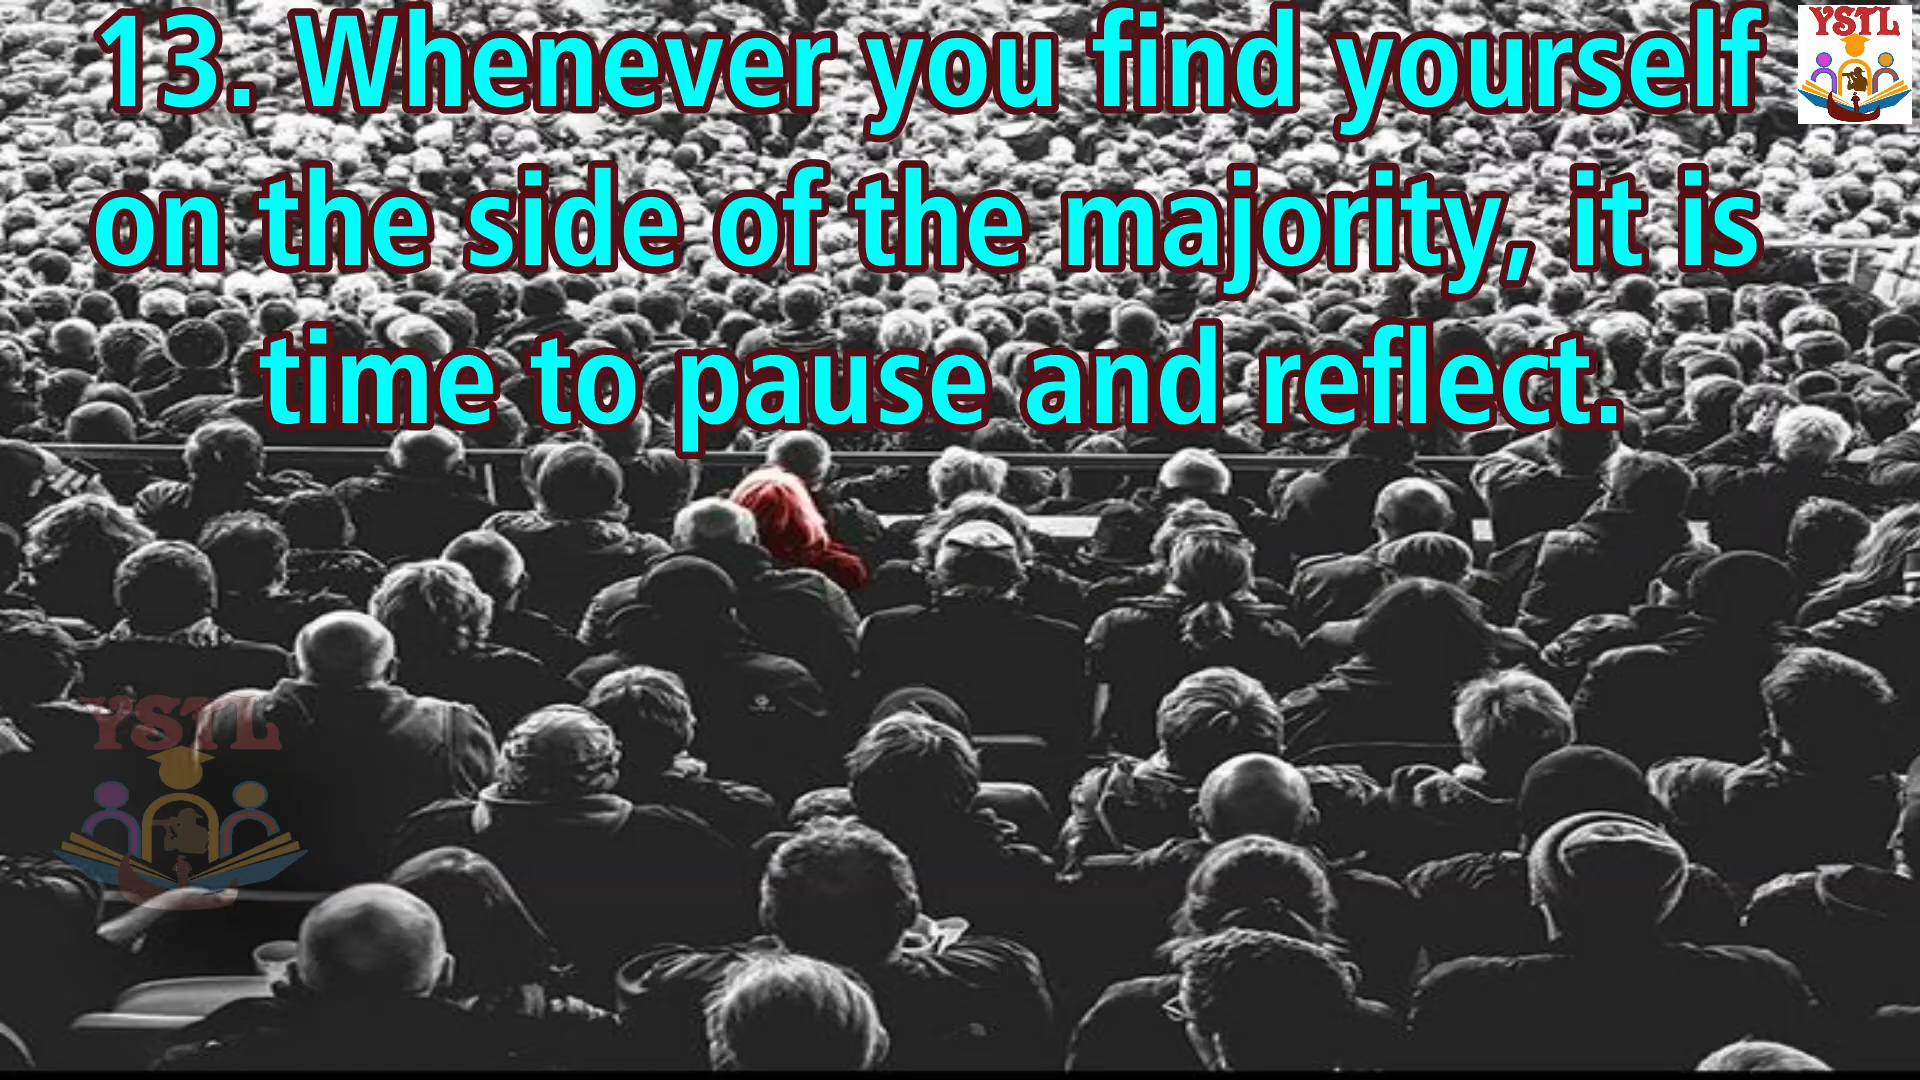 13. Whenever you find yourself
on the side of the majority, it is
time to pause and reflect.
YSTL
YSTL